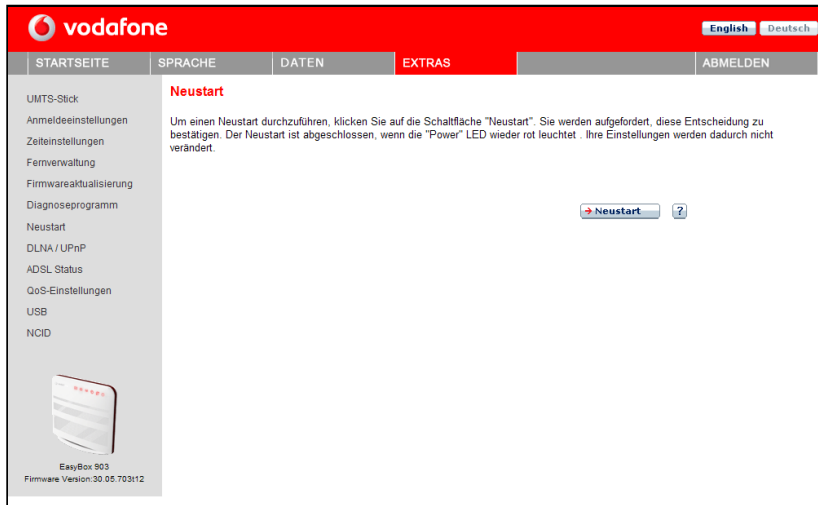 vodafone
English Deutsch
STARTSEITE SPRACHE DATEN EXTRAS ABMELDEN
UMTS-Stick
Anmeldeeinstellungen
Zeiteinstellungen
Fernverwaltung
Firmwareaktualisierung
Diagnoseprogramm
Neustart
DLNA / UPnP
ADSL Status
QoS-Einstellungen
USB
NCID
EasyBox 903
Firmware Version:30.05.703t12
Neustart
Um einen Neustart durchzuführen, klicken Sie auf die Schaltfläche "Neustart". Sie werden aufgefordert, diese Entscheidung zu
bestätigen. Der Neustart ist abgeschlossen, wenn die "Power" LED wieder rot leuchtet . Ihre Einstellungen werden dadurch nicht
verändert.
Neustart ?